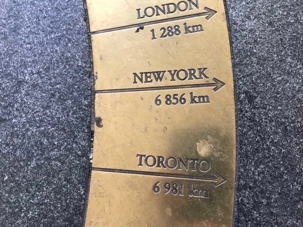 LONDON
1 288 km
NEW YORK
6 856 km
TORONTO
6 981 km